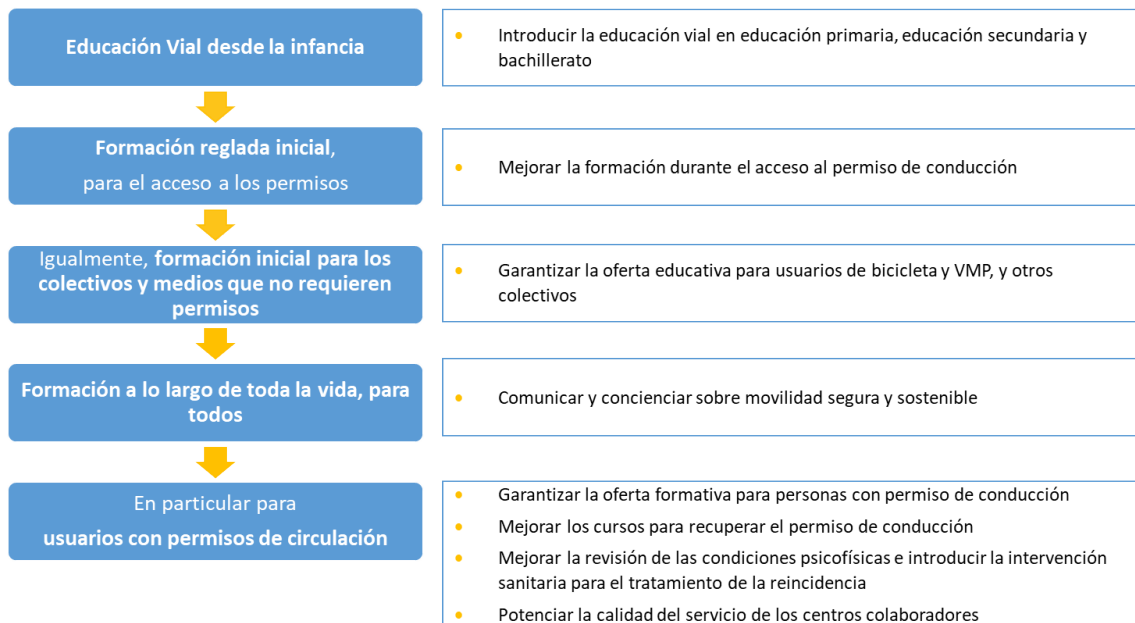 Educación Vial desde la infancia
Introducir la educación vial en educación primaria, educación secundaria y
bachillerato
Formación reglada inicial,
para el acceso a los permisos
Mejorar la formación durante el acceso al permiso de conducción
Igualmente, formación inicial para los
colectivos y medios que no requieren
permisos
Garantizar la oferta educativa para usuarios de bicicleta y VMP, y otros
colectivos
Formación a lo largo de toda la vida, para
todos
Comunicar y concienciar sobre movilidad segura y sostenible
En particular para
usuarios con permisos de circulación
Garantizar la oferta formativa para personas con permiso de conducción
Mejorar los cursos para recuperar el permiso de conducción
Mejorar la revisión de las condiciones psicofísicas e introducir la intervención
sanitaria para el tratamiento de la reincidencia
Potenciar la calidad del servicio de los centros colaboradores